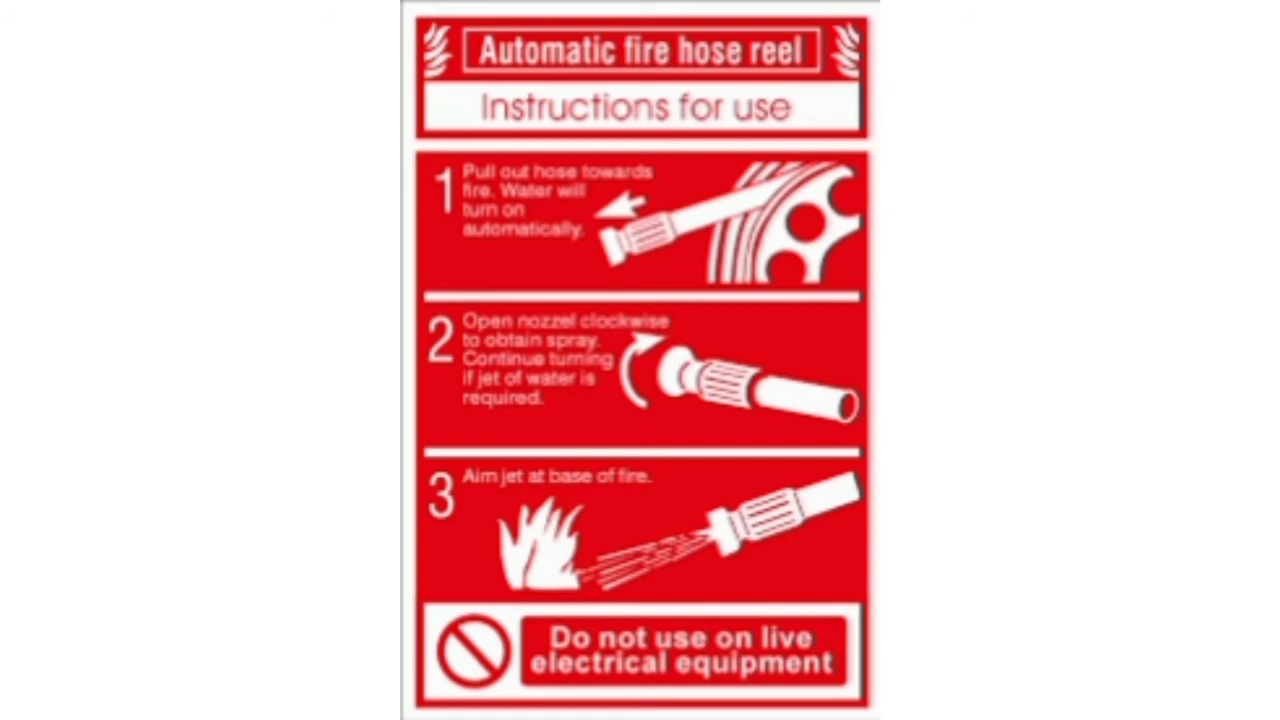 Automatic fire hose reel
Instructions for use
1
Pull out hose towards
fire. Water will
turn on
automatically.
2
Open nozzel clockwise
to obtain spray.
Continue turning
if jet of water is
required.
3
Aim jet at base of fire.
Do not use on live
electrical equipment